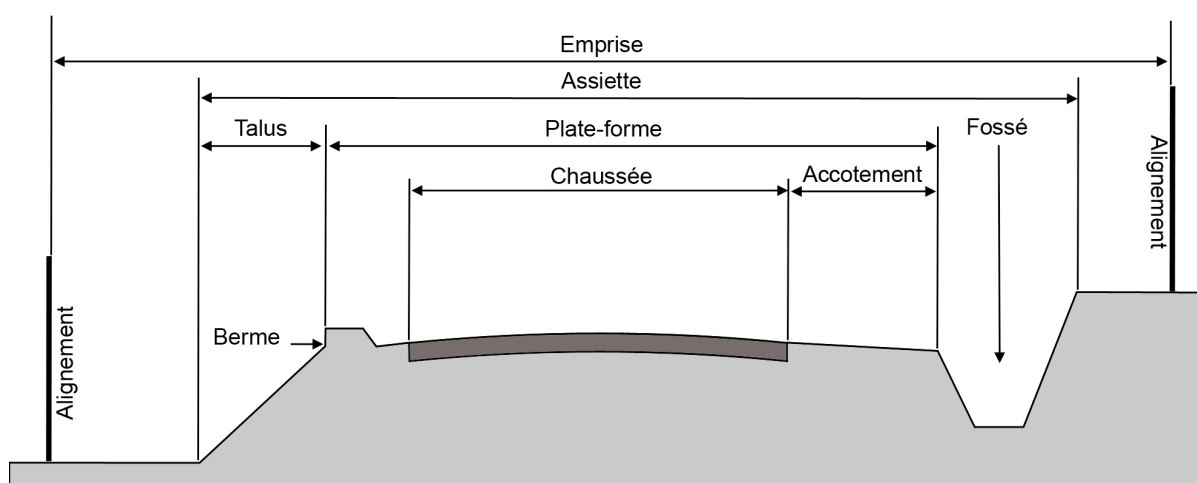 Emprise
Assiette
Talus
Plate-forme
Fossé
Chaussée
Accotement
Alignement
Berme
Alignement